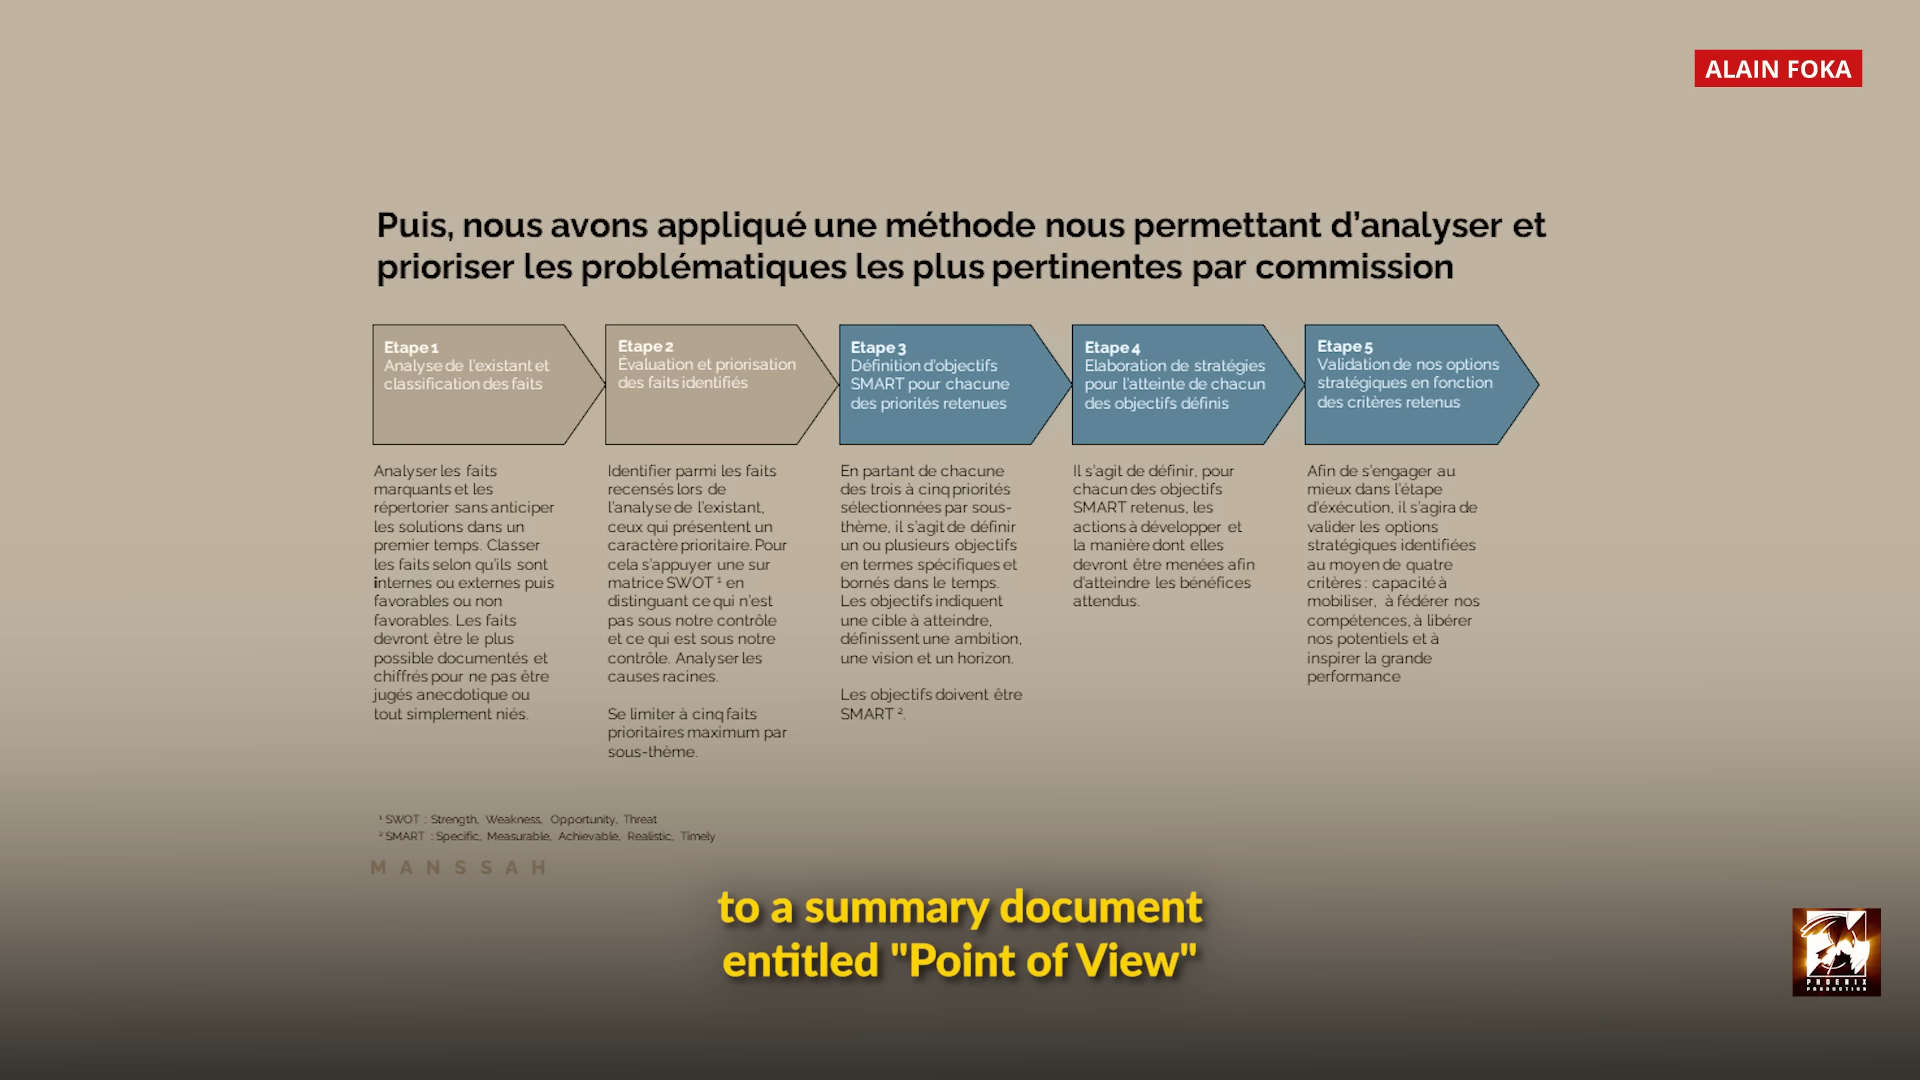 ALAIN FOKA
Puis, nous avons appliqué une méthode nous permettant d'analyser et
prioriser les problématiques les plus pertinentes par commission
Etape 1
Analyse de l'existant et
classification des faits
Etape 2
Évaluation et priorisation
des faits identifiés
Etape 3
Définition d'objectifs
SMART pour chacune
des priorités retenues
Etape 4
Elaboration de stratégies
pour l'atteinte de chacun
des objectifs définis
Etape 5
Validation de nos options
stratégiques en fonction
des critères retenus
Analyser les faits
marquants et les
répertorier sans anticiper
les solutions dans un
premier temps. Classer
les faits selon qu'ils sont
internes ou externes puis
favorables ou non
favorables. Les faits
devront être le plus
possible documentés et
chiffrés pour ne pas être
jugés anecdotique ou
tout simplement niés.
Identifier parmi les faits
recensés lors de
l'analyse de l'existant,
ceux qui présentent un
caractère prioritaire. Pour
cela s'appuyer une sur
matrice SWOT ¹ en
distinguant ce qui n'est
pas sous notre contrôle
et ce qui est sous notre
contrôle. Analyser les
causes racines.
Se limiter à cinq faits
prioritaires maximum par
sous-thème.
En partant de chacune
des trois à cinq priorités
sélectionnées par sous-
thème, il s'agit de définir
un ou plusieurs objectifs
en termes spécifiques et
bornés dans le temps.
Les objectifs indiquent
une cible à atteindre,
définissent une ambition,
une vision et un horizon.
Les objectifs doivent être
SMART ².
Il s'agit de définir, pour
chacun des objectifs
SMART retenus, les
actions à développer et
la manière dont elles
devront être menées afin
d'atteindre les bénéfices
attendus.
Afin de s'engager au
mieux dans l'étape
d'éxécution, il s'agira de
valider les options
stratégiques identifiées
au moyen de quatre
critères : capacité à
mobiliser, à fédérer nos
compétences, à libérer
nos potentiels et à
inspirer la grande
performance
¹ SWOT : Strength, Weakness, Opportunity, Threat
² SMART : Specific, Measurable, Achievable, Realistic, Timely
MANSSAH
to a summary document
entitled "Point of View"
PHOENIX
PRODUCTION